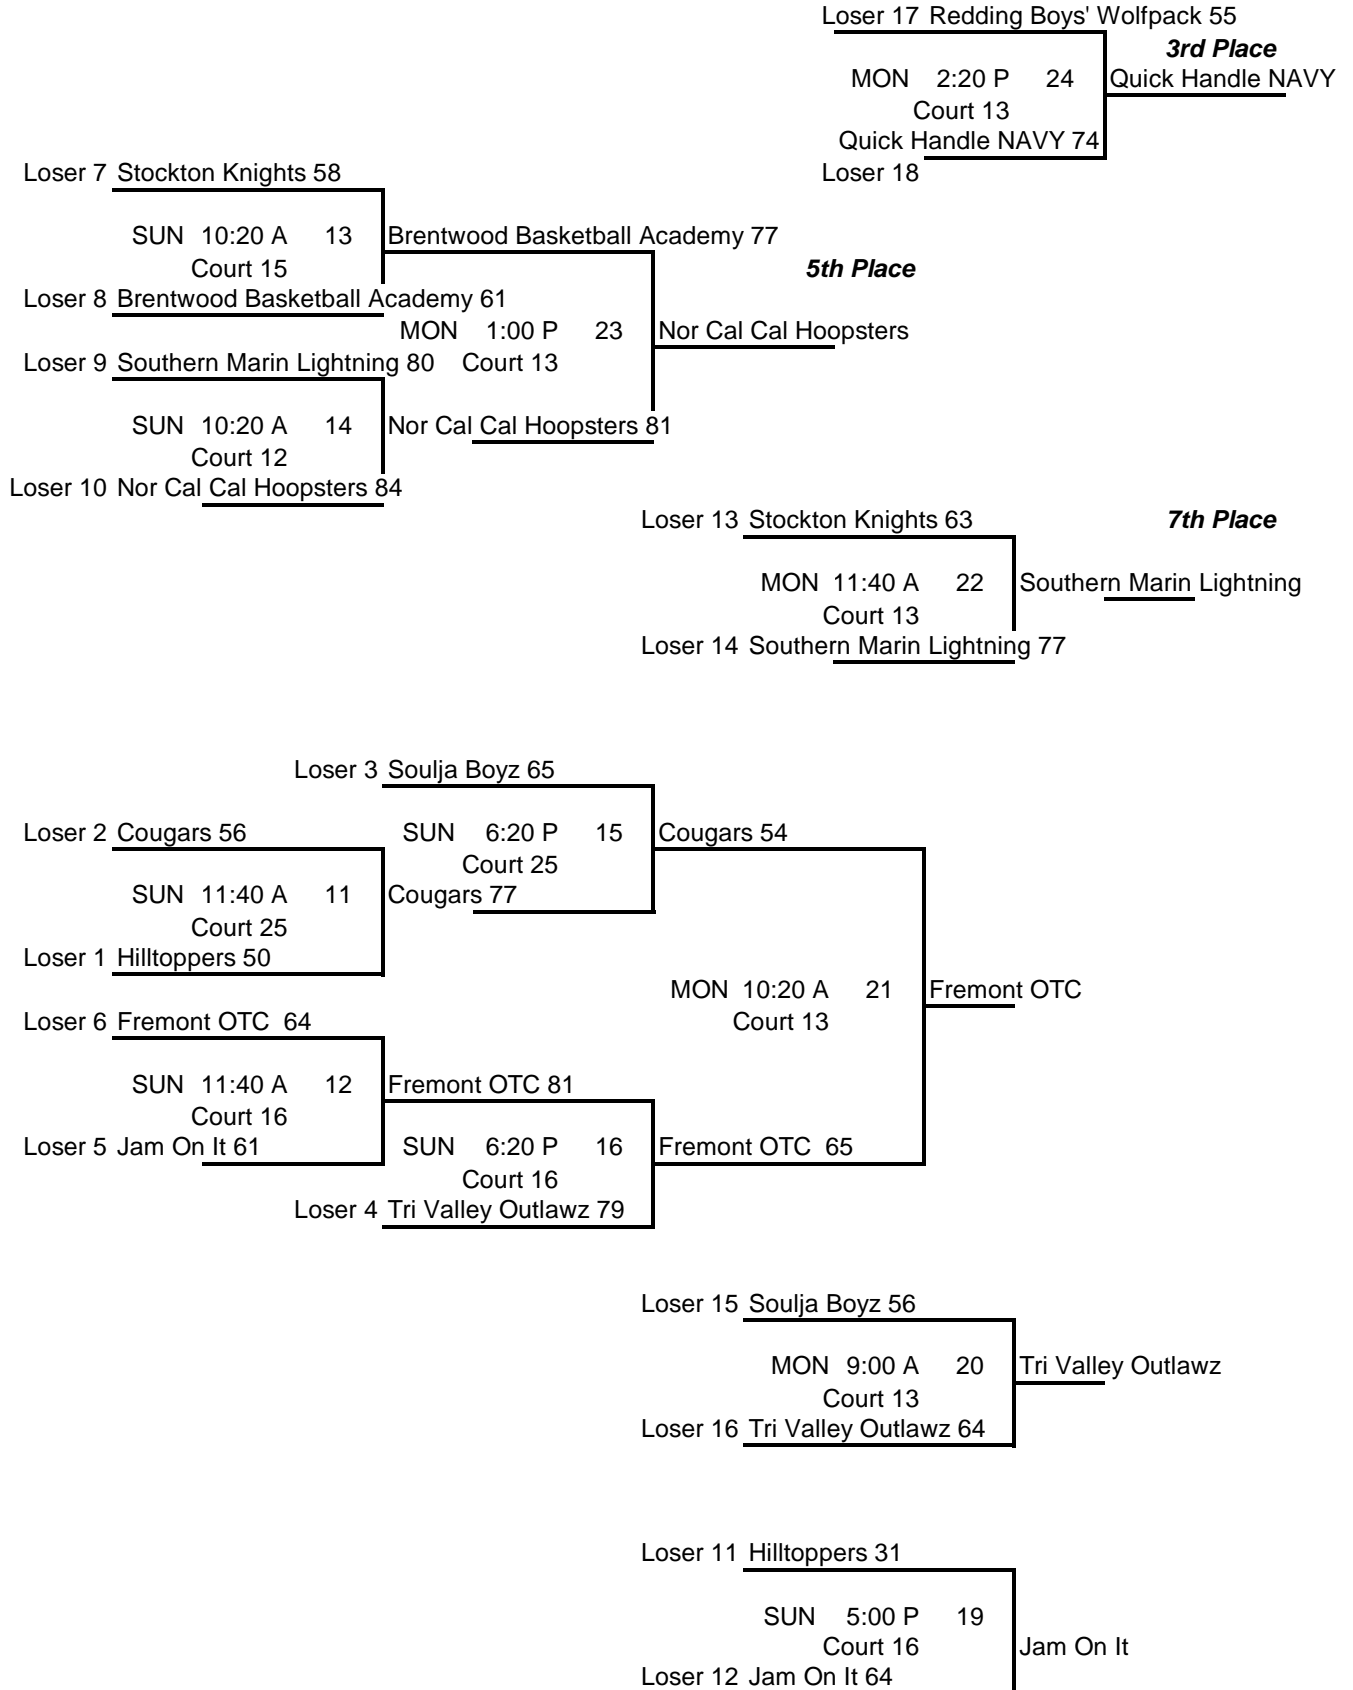 Loser 17 Redding Boys' Wolfpack 55
3rd Place
MON 2:20 P 24 Quick Handle NAVY
Court 13
Quick Handle NAVY 74
Loser 7 Stockton Knights 58 Loser 18
SUN 10:20 A 13 Brentwood Basketball Academy 77
Court 15 5th Place
Loser 8 Brentwood Basketball Academy 61
MON 1:00 P 23 Nor Cal Cal Hoopsters
Loser 9 Southern Marin Lightning 80 Court 13
SUN 10:20 A 14 Nor Cal Cal Hoopsters 81
Court 12
Loser 10 Nor Cal Cal Hoopsters 84
Loser 13 Stockton Knights 63 7th Place
MON 11:40 A 22 Southern Marin Lightning
Court 13
Loser 14 Southern Marin Lightning 77
Loser 3 Soulja Boyz 65
Loser 2 Cougars 56 SUN 6:20 P 15 Cougars 54
Court 25
SUN 11:40 A 11 Cougars 77
Court 25
Loser 1 Hilltoppers 50
MON 10:20 A 21 Fremont OTC
Loser 6 Fremont OTC 64 Court 13
SUN 11:40 A 12 Fremont OTC 81
Court 16
Loser 5 Jam On It 61 SUN 6:20 P 16 Fremont OTC 65
Court 16
Loser 4 Tri Valley Outlawz 79
Loser 15 Soulja Boyz 56
MON 9:00 A 20 Tri Valley Outlawz
Court 13
Loser 16 Tri Valley Outlawz 64
Loser 11 Hilltoppers 31
SUN 5:00 P 19
Court 16 Jam On It
Loser 12 Jam On It 64